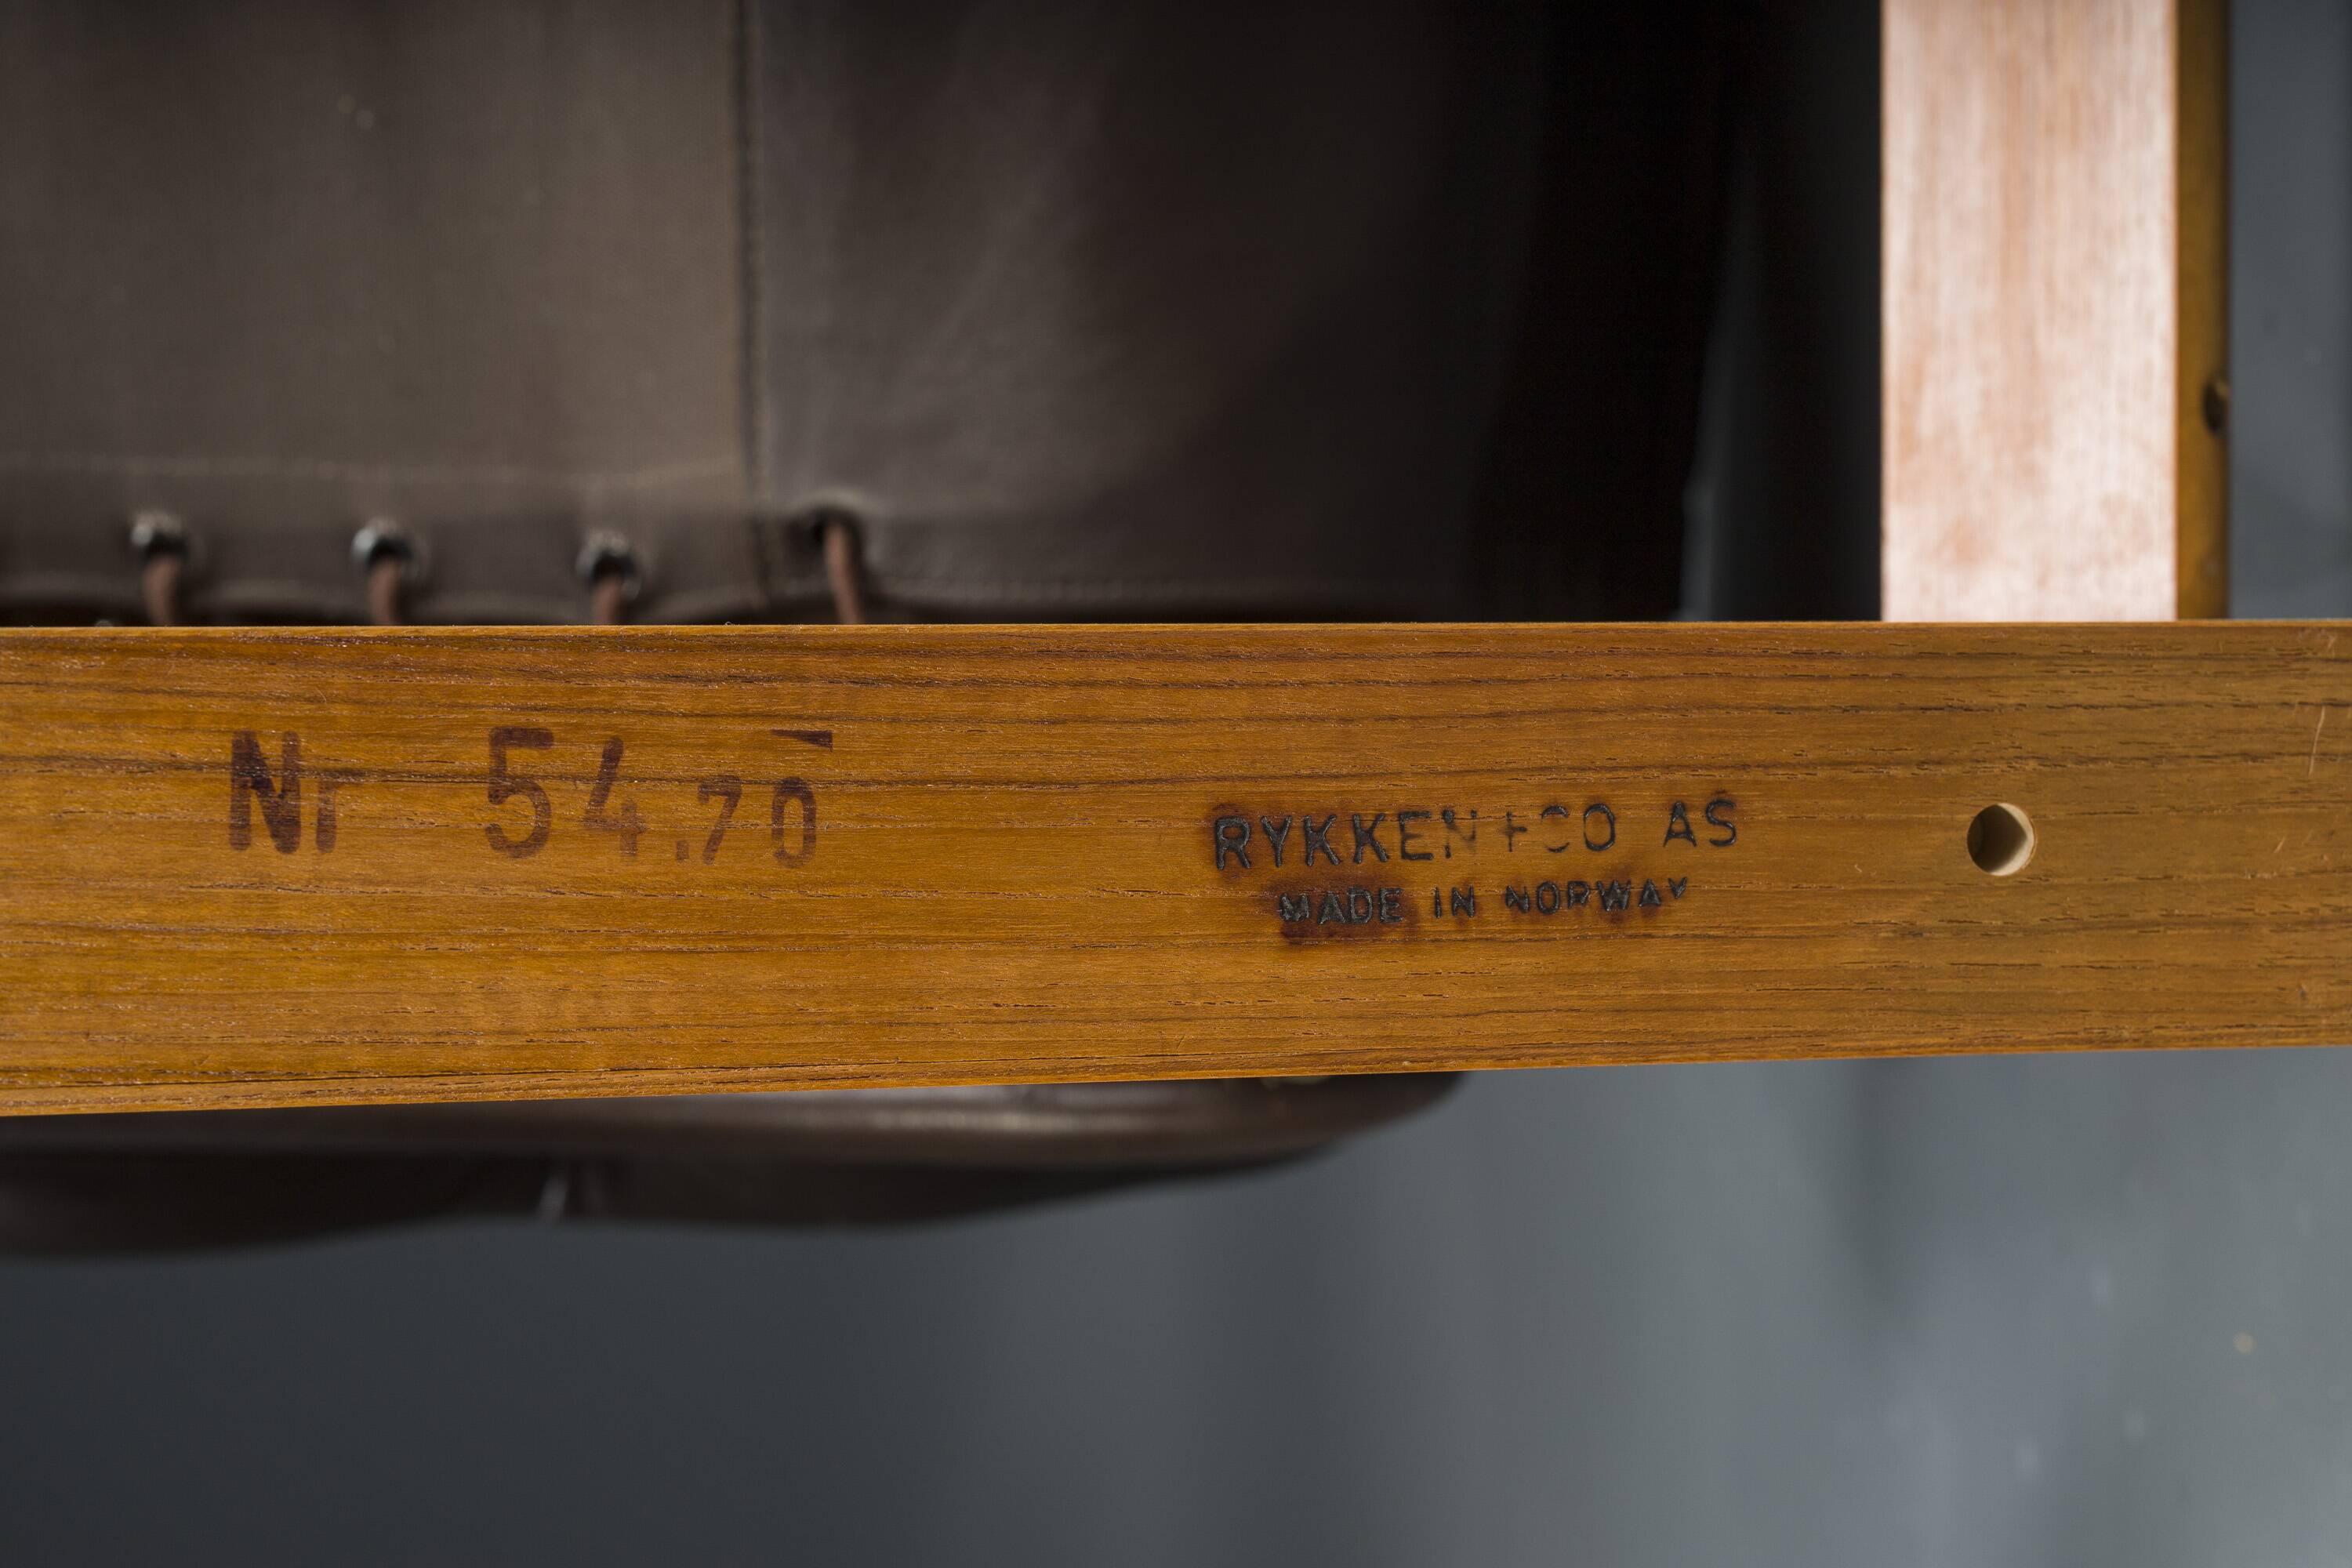 Nr 54.70
RYKKEN+CO AS
MADE IN NORWAY